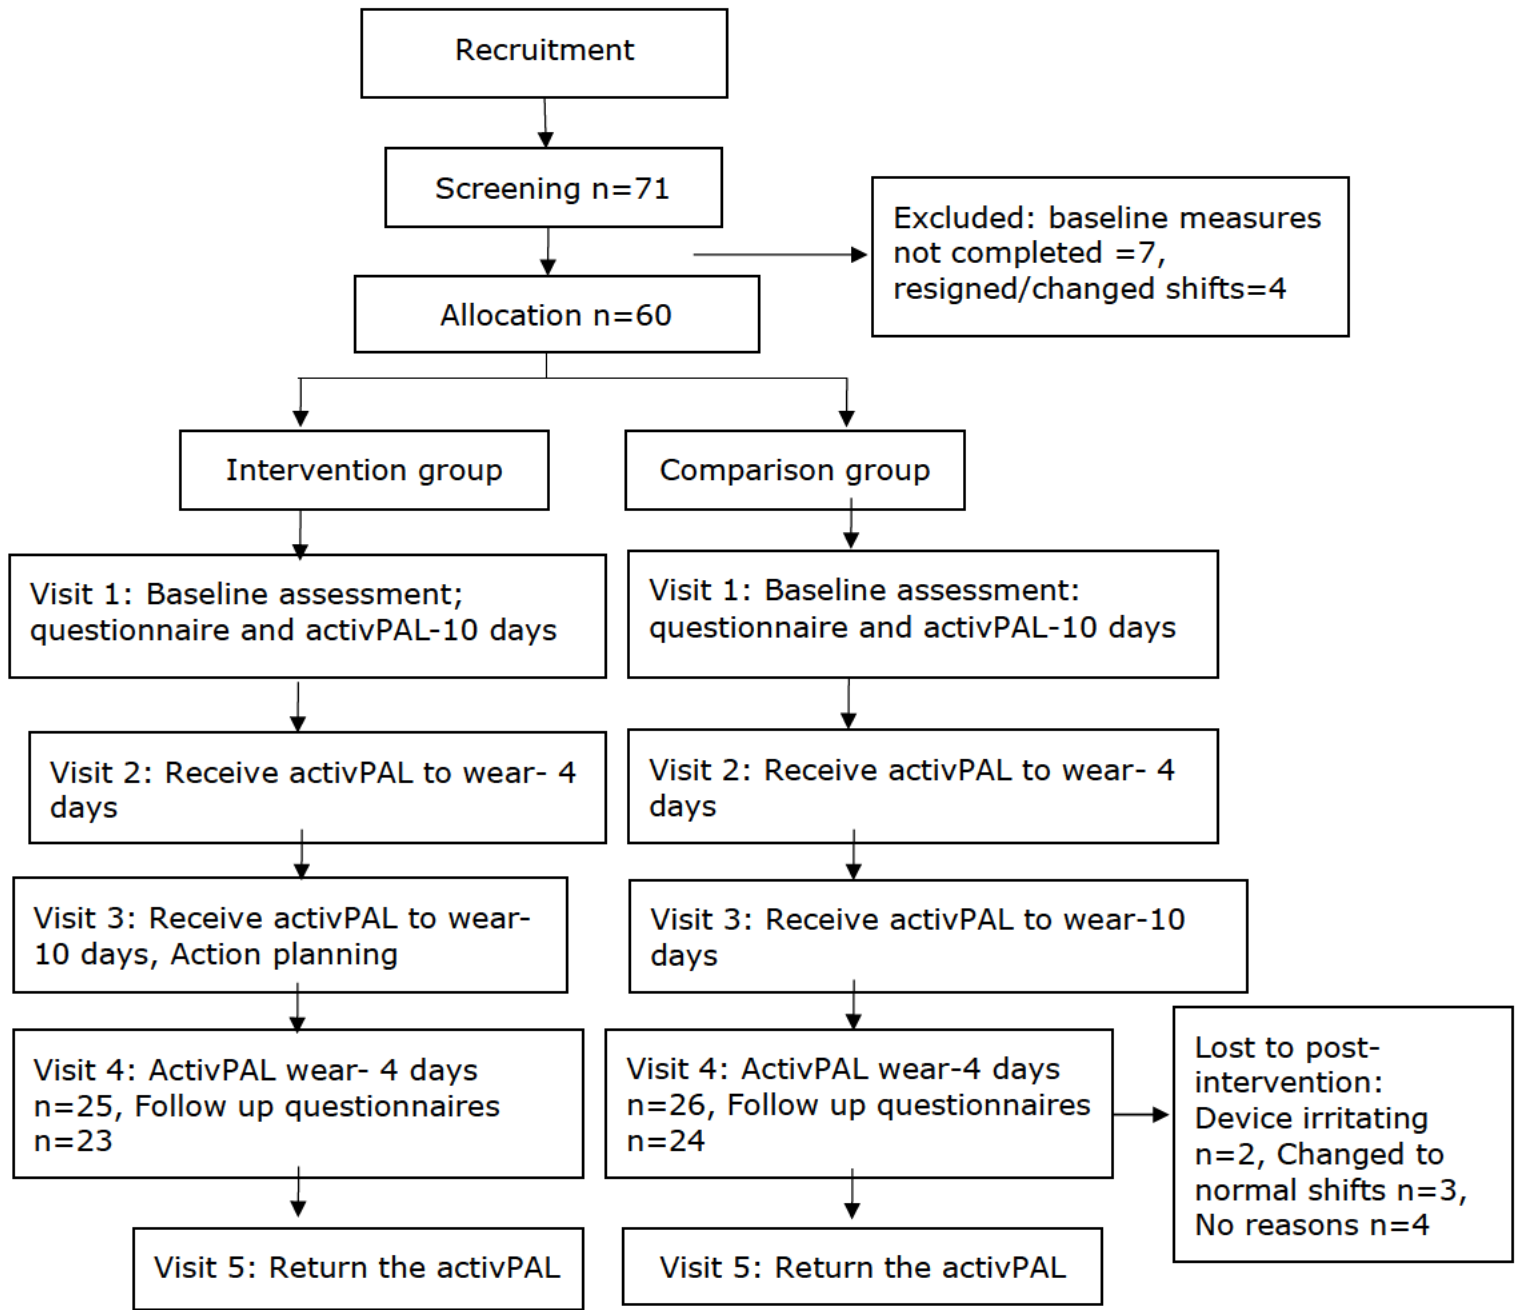 Recruitment
Screening n=71
Excluded: baseline measures
not completed =7,
resigned/changed shifts=4
Allocation n=60
Intervention group
Comparison group
Visit 1: Baseline assessment;
questionnaire and activPAL-10 days
Visit 1: Baseline assessment:
questionnaire and activPAL-10 days
Visit 2: Receive activPAL to wear- 4
days
Visit 2: Receive activPAL to wear- 4
days
Visit 3: Receive activPAL to wear-
10 days, Action planning
Visit 3: Receive activPAL to wear-10
days
Visit 4: ActivPAL wear- 4 days
n=25, Follow up questionnaires
n=23
Visit 4: ActivPAL wear-4 days
n=26, Follow up questionnaires
n=24
Lost to post-
intervention:
Device irritating
n=2, Changed to
normal shifts n=3,
No reasons n=4
Visit 5: Return the activPAL
Visit 5: Return the activPAL